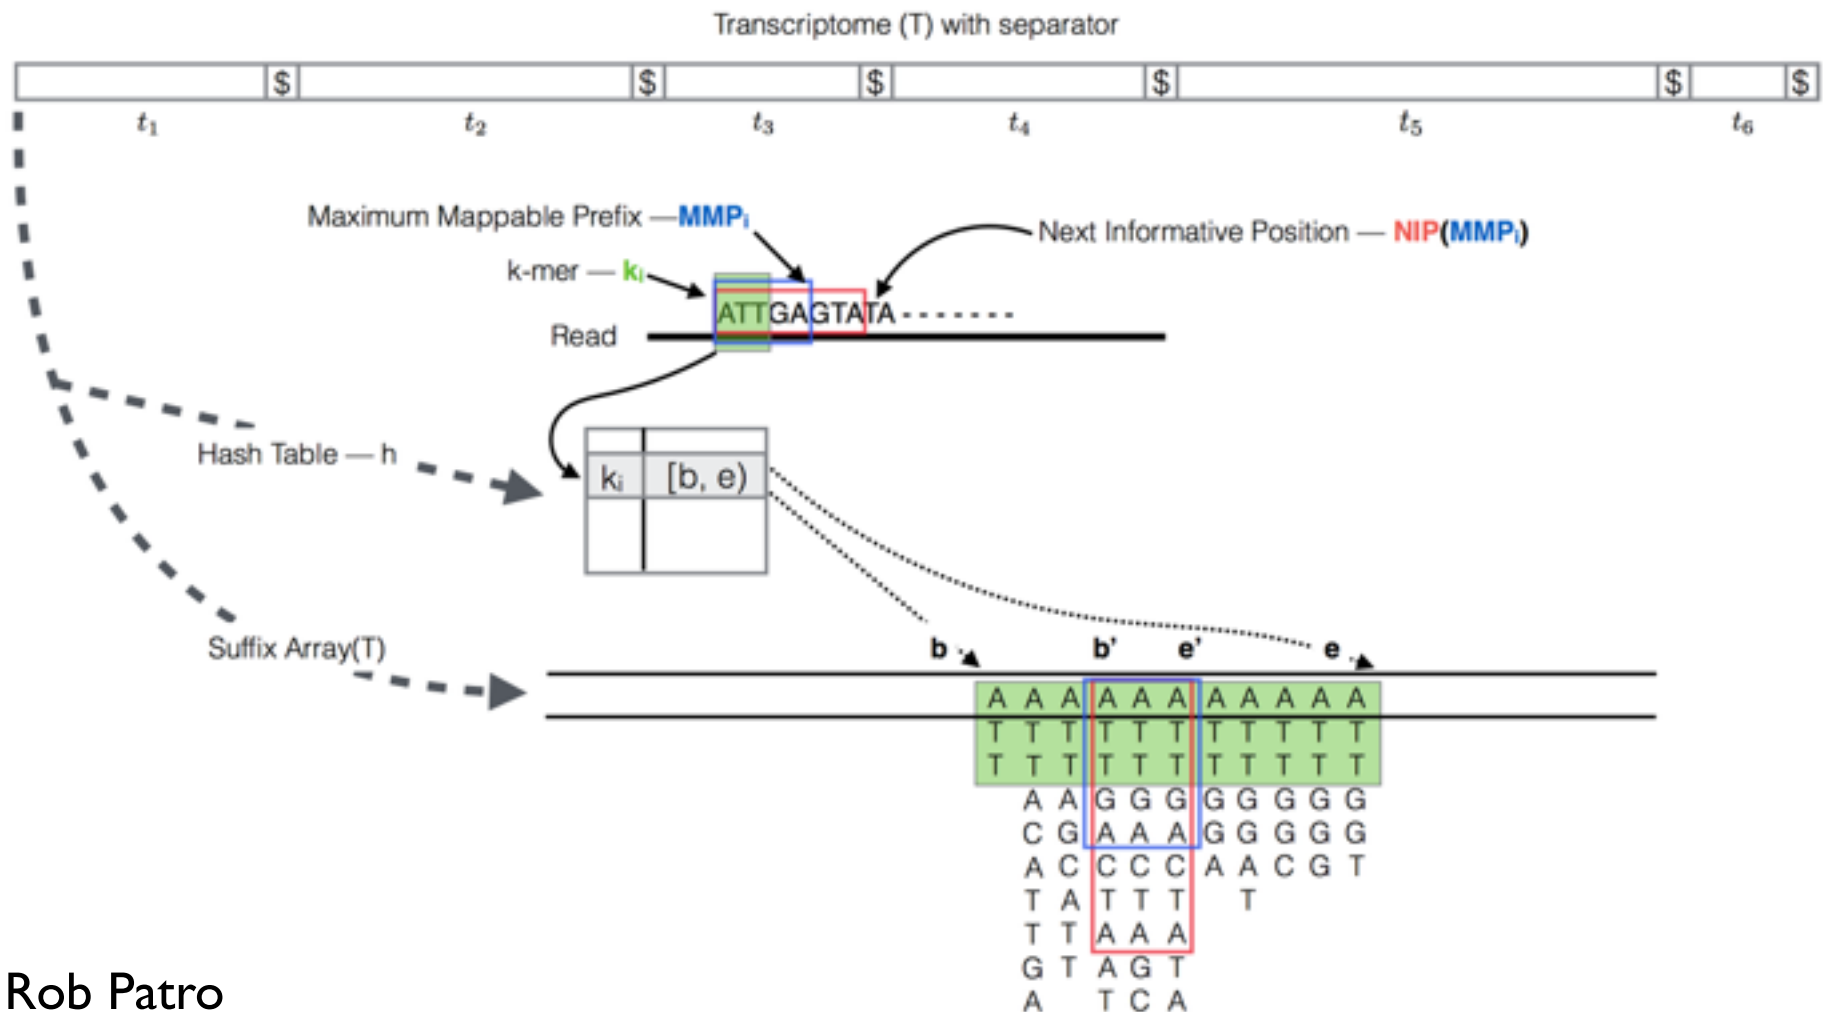 Transcriptome (T) with separator
$ $ $ $ $ $
t1 t2 t3 t4 t5 t6
Maximum Mappable Prefix — MMPi
Next Informative Position — NIP(MMPi)
k-mer — ki
ATTGAGTATA
Read
Hash Table — h
ki [b, e)
Suffix Array(T)
b b' e' e
A A A A A A A A A A A
T T T T T T T T T T T
T T T T T T T T T T T
A A G G G G G G G G
C G A A A G G G G G
A C C C C A A C G T
T A T T T T
T T A A A
G T A G T
A T C A
Rob Patro